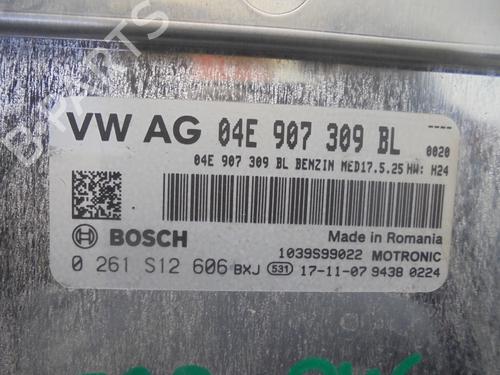 B-PARTS
VW AG 04E 907 309 BL ----
0020
04E 907 309 BL BENZIN MED17.5.25 HW: H24
BOSCH
Made in Romania
1039S99022 MOTRONIC
0 261 S12 606 BXJ 531 17-11-07 9438 0224